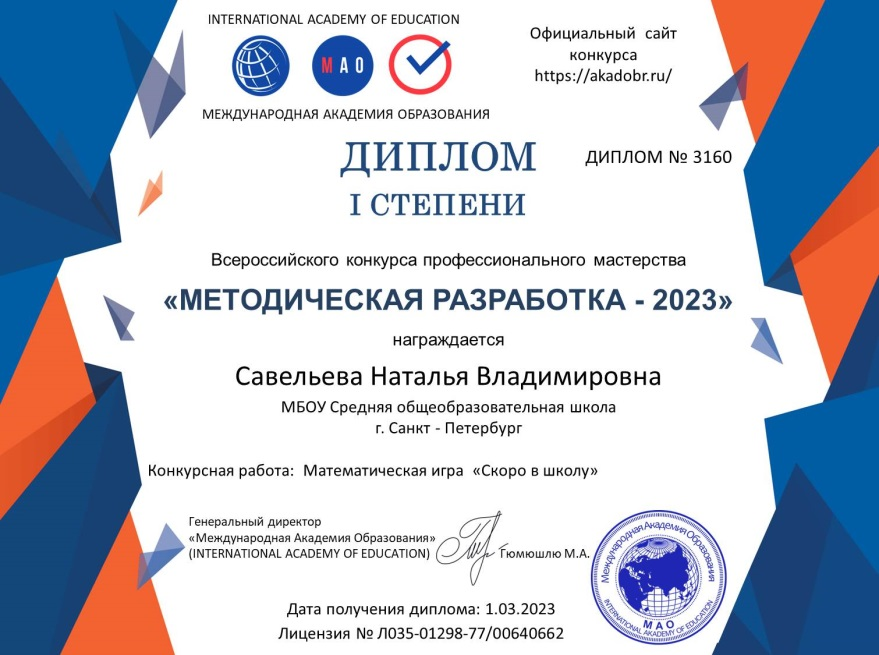 INTERNATIONAL ACADEMY OF EDUCATION
МАО
МЕЖДУНАРОДНАЯ АКАДЕМИЯ ОБРАЗОВАНИЯ
Официальный сайт
конкурса
https://akadobr.ru/
ДИПЛОМ
ДИПЛОМ № 3160
I СТЕПЕНИ
Всероссийского конкурса профессионального мастерства
«МЕТОДИЧЕСКАЯ РАЗРАБОТКА - 2023»
награждается
Савельева Наталья Владимировна
МБОУ Средняя общеобразовательная школа
г. Санкт - Петербург
Конкурсная работа: Математическая игра «Скоро в школу»
Генеральный директор
«Международная Академия Образования»
(INTERNATIONAL ACADEMY OF EDUCATION)
Гюмюшлю М.А.
Международная Академия Образования
МАО
INTERNATIONAL ACADEMY OF EDUCATION
Дата получения диплома: 1.03.2023
Лицензия № Л035-01298-77/00640662